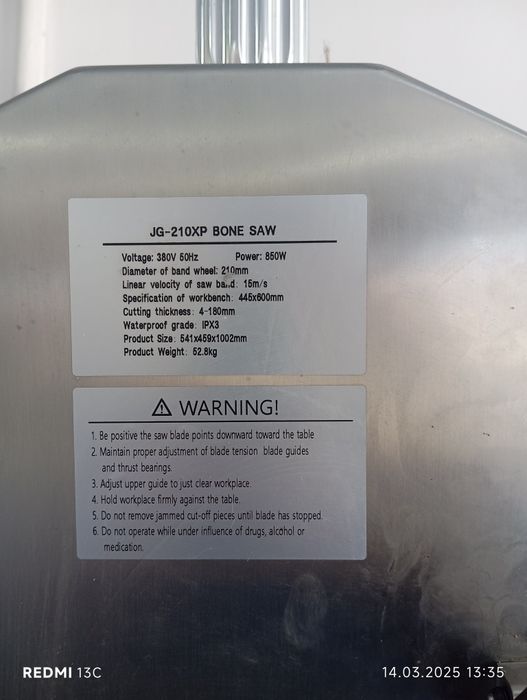 JG-210XP BONE SAW
Voltage: 380V 50Hz Power: 850W
Diameter of band wheel: 210mm
Linear velocity of saw band: 15m/s
Specification of workbench: 445x600mm
Cutting thickness: 4-180mm
Waterproof grade: IPX3
Product Size: 541x459x1002mm
Product Weight: 52.8kg
WARNING!
1. Be positive the saw blade points downward toward the table
2. Maintain proper adjustment of blade tension blade guides
and thrust bearings.
3. Adjust upper guide to just clear workplace.
4. Hold workplace firmly against the table.
5. Do not remove jammed cut-off pieces until blade has stopped.
6. Do not operate while under influence of drugs, alcohol or
medication.
REDMI 13C
14.03.2025 13:35